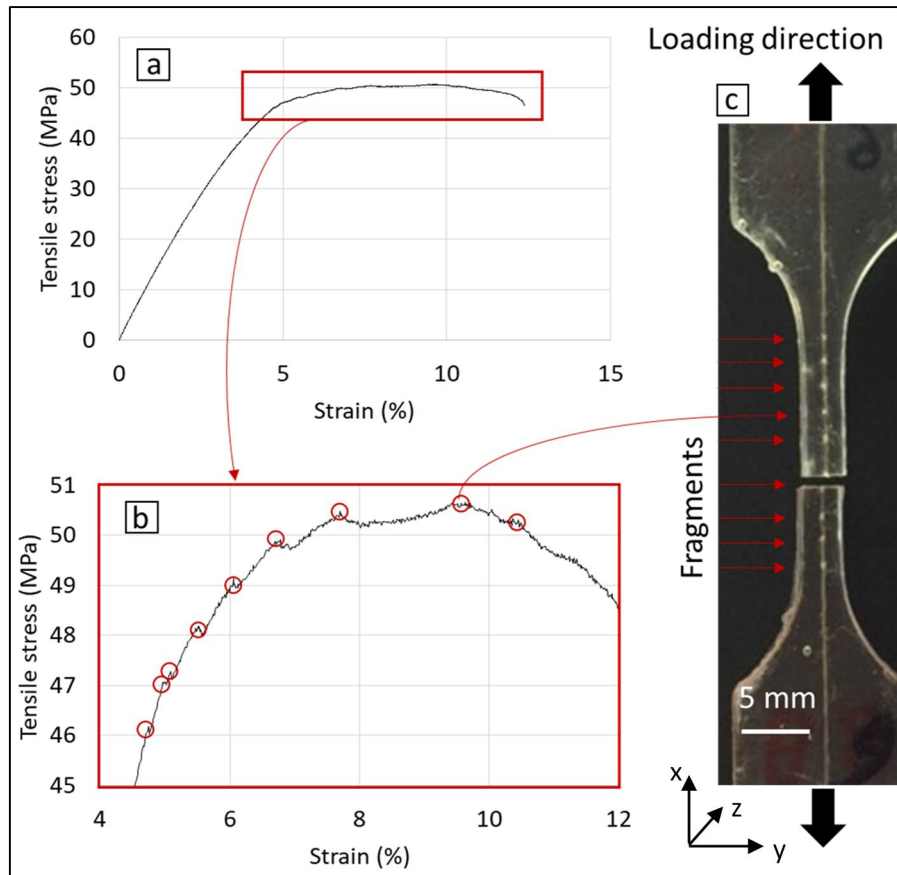 a
60
50
40
30
20
10
0
Tensile stress (MPa)
0 5 10 15
Strain (%)
b
51
50
49
48
47
46
45
Tensile stress (MPa)
4 6 8 10 12
Strain (%)
Loading direction
c
Fragments
5 mm
x
z
y